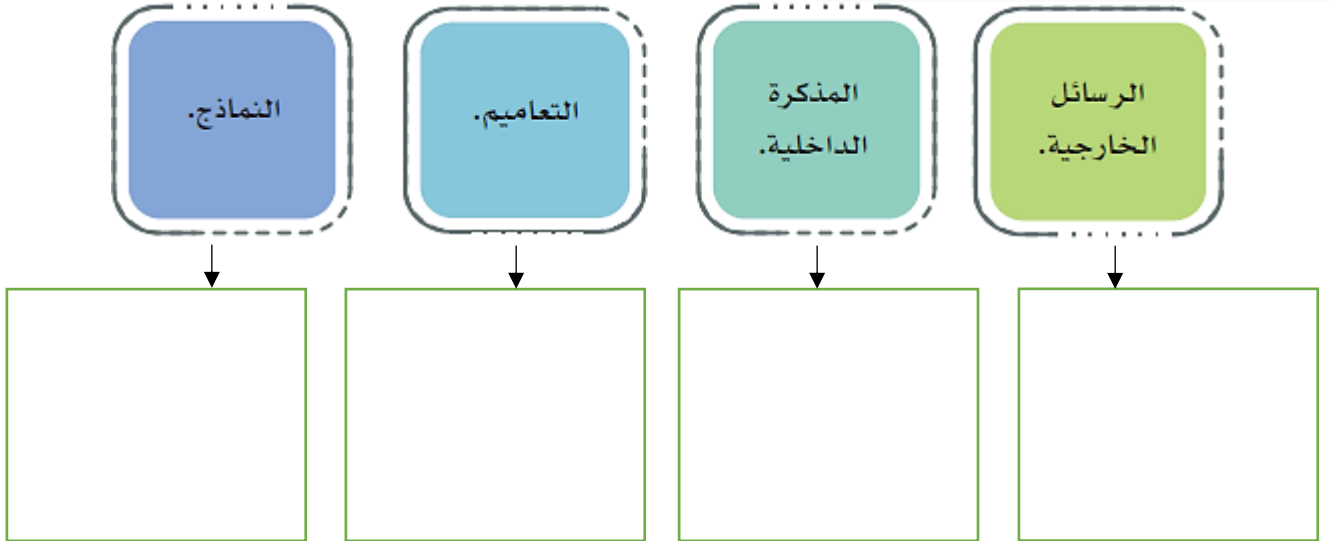 الرسائل
الخارجية.
المذكرة
الداخلية.
التعاميم.
النماذج.